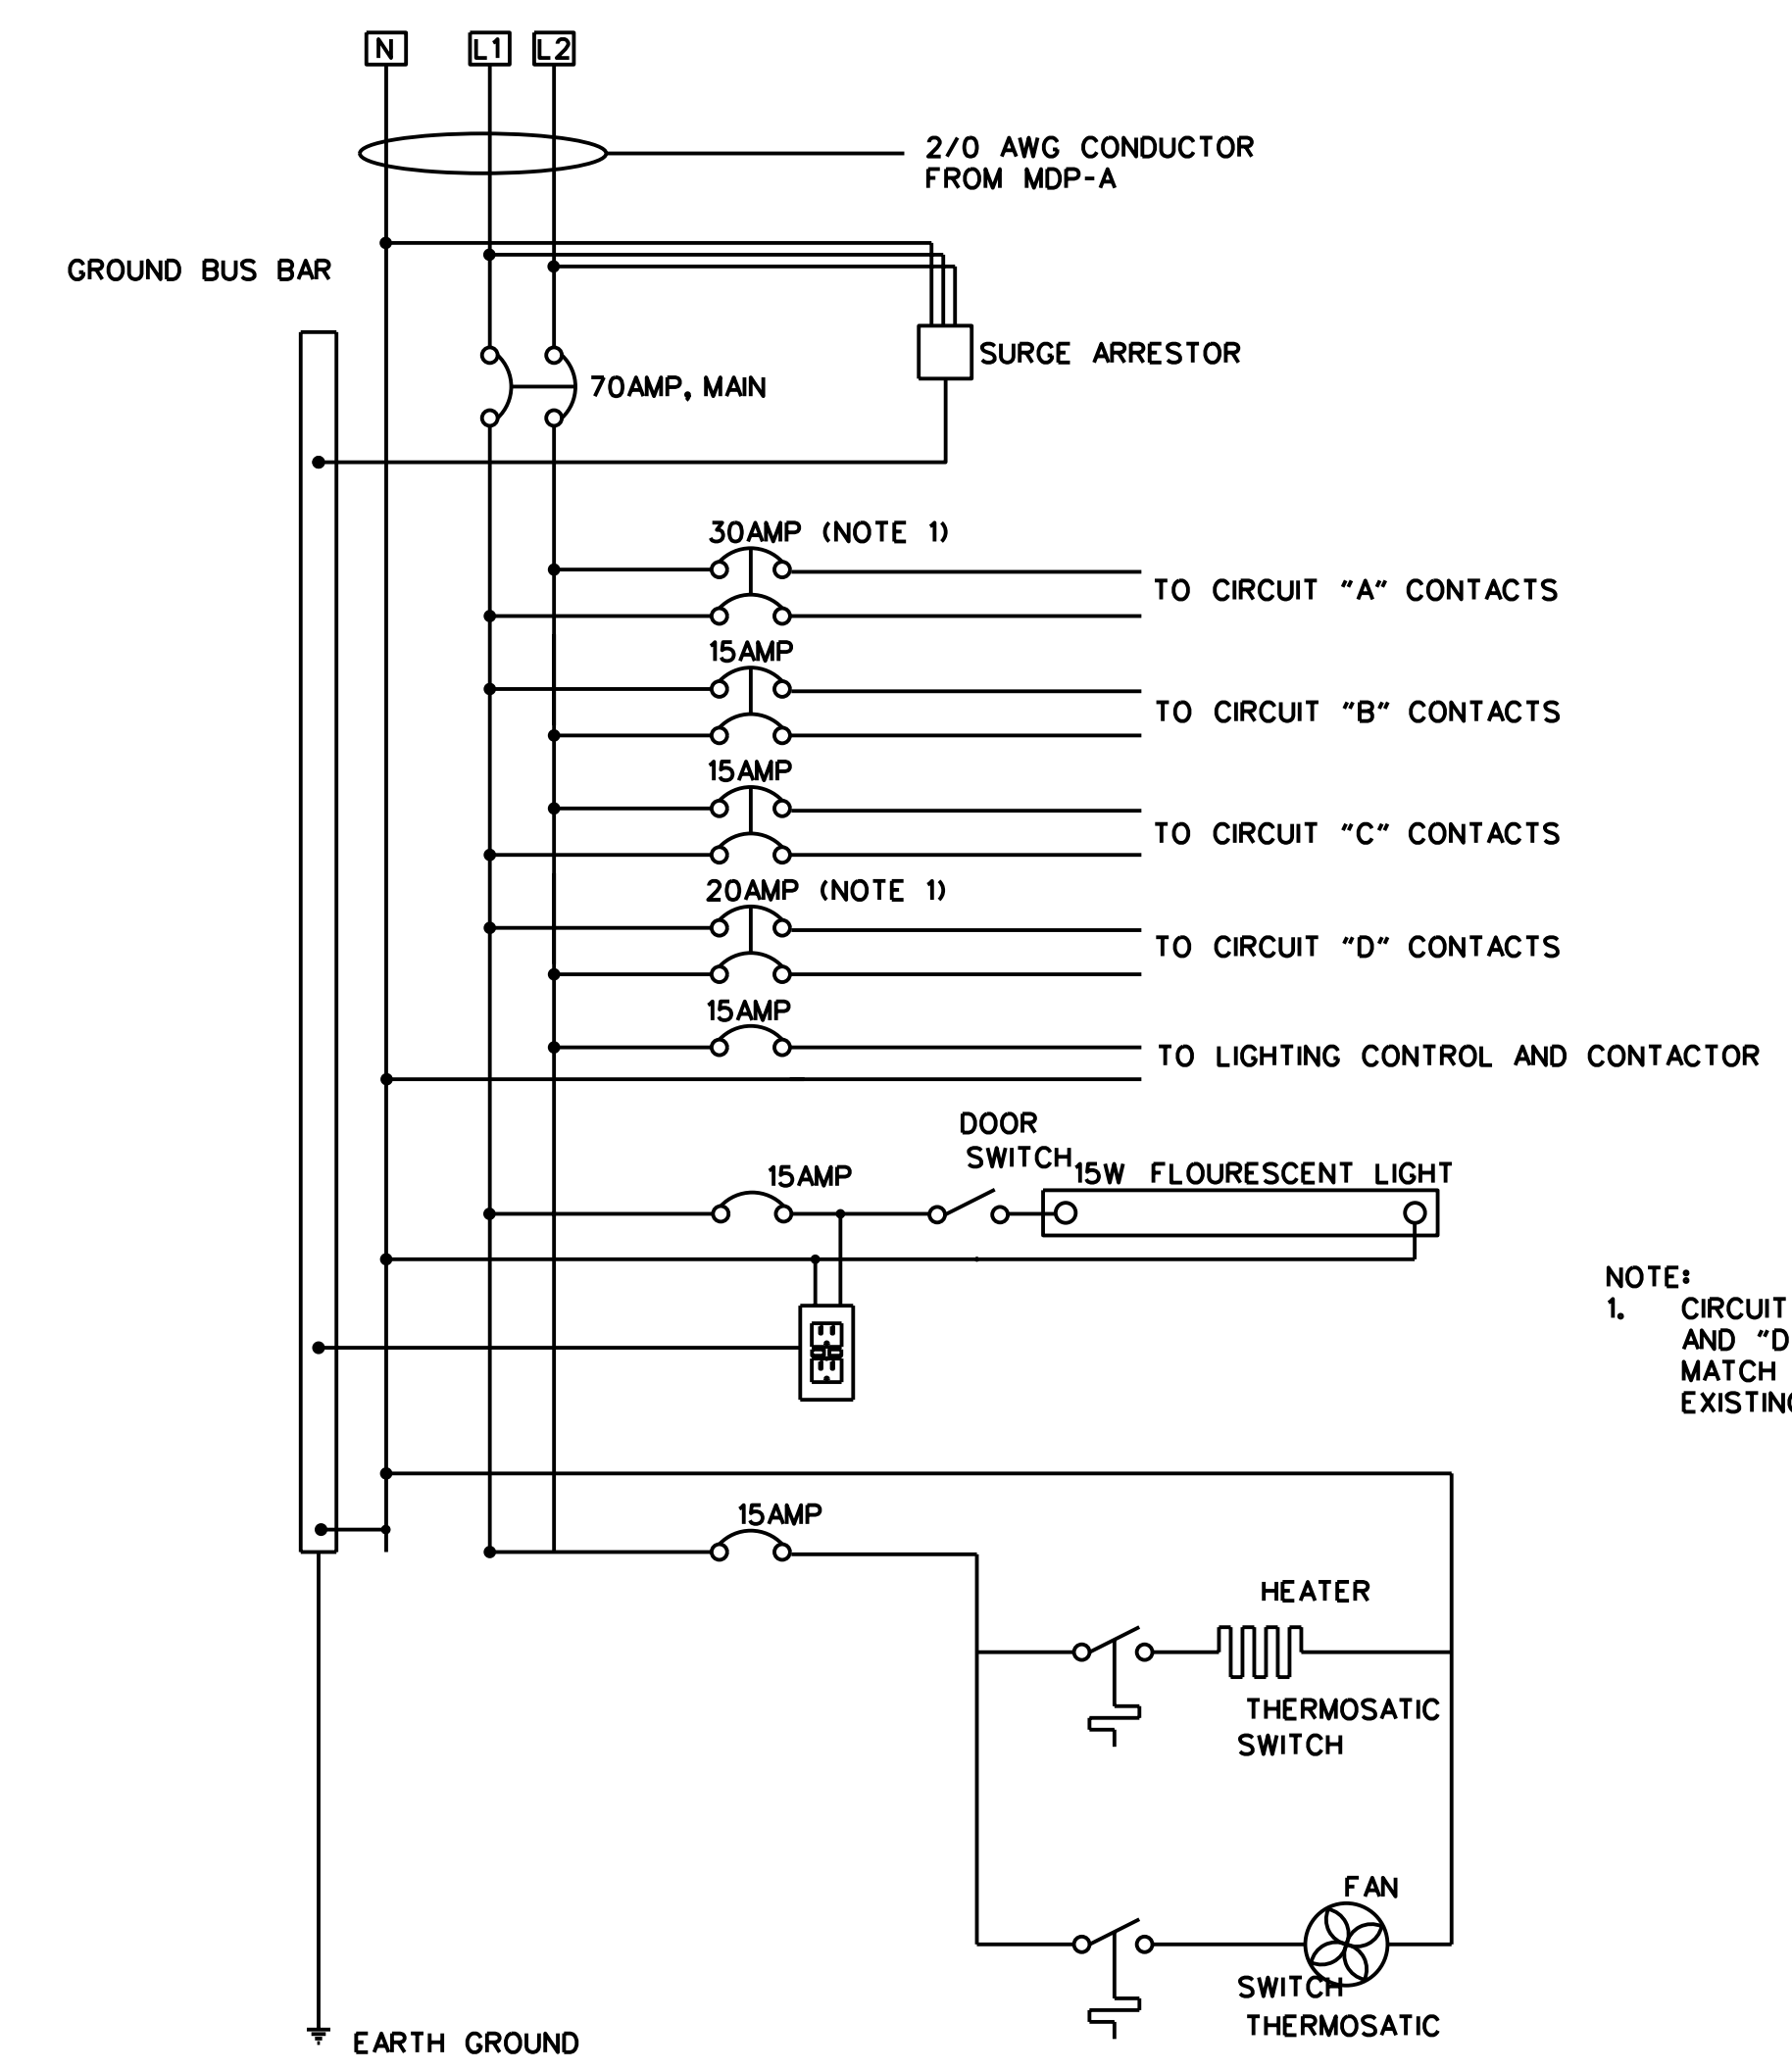 N L1 L2
2/0 AWG CONDUCTOR
FROM MDP-A
GROUND BUS BAR
SURGE ARRESTOR
70AMP, MAIN
30AMP (NOTE 1)
TO CIRCUIT "A" CONTACTS
15AMP
TO CIRCUIT "B" CONTACTS
15AMP
TO CIRCUIT "C" CONTACTS
20AMP (NOTE 1)
TO CIRCUIT "D" CONTACTS
15AMP
TO LIGHTING CONTROL AND CONTACTOR
DOOR
SWITCH
15AMP
15W FLOURESCENT LIGHT
NOTE:
1. CIRCUIT
AND "D
MATCH
EXISTING
15AMP
HEATER
THERMOSATIC
SWITCH
FAN
SWITCH
THERMOSATIC
EARTH GROUND